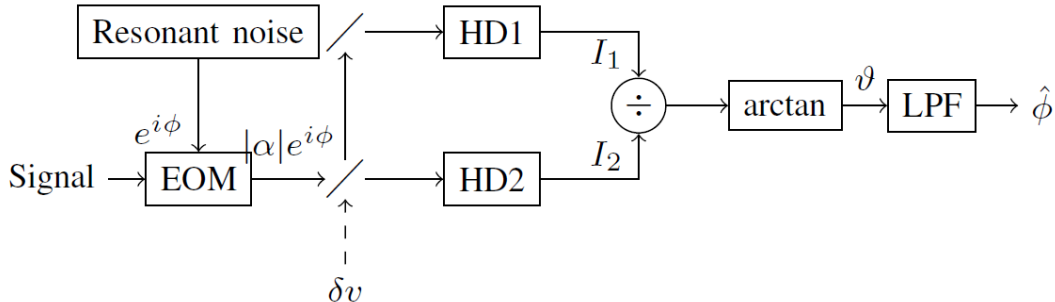 Resonant noise
HD1
I₁
e^{iϕ}
|α|e^{iϕ}
÷
arctan
ϑ
LPF
ϕ̂
Signal
EOM
HD2
I₂
δv